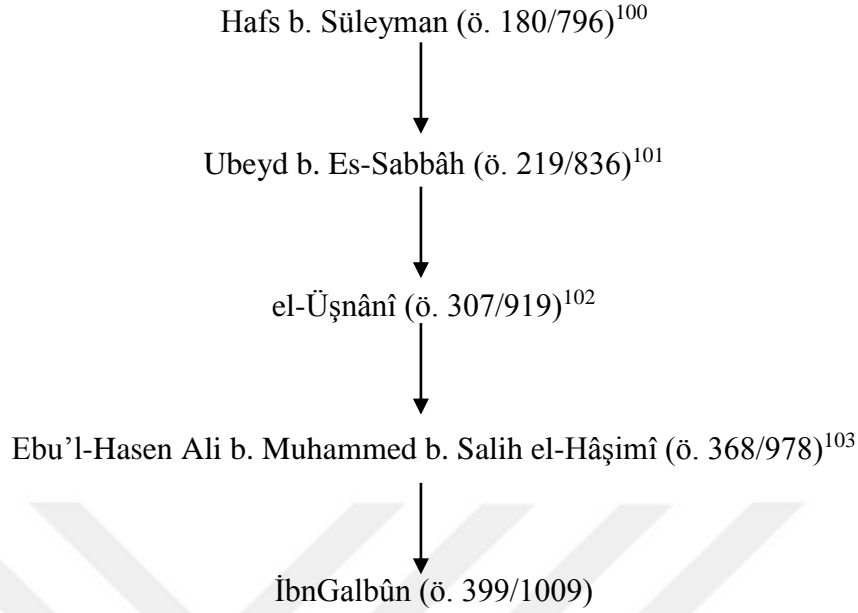 Hafs b. Süleyman (ö. 180/796)100
Ubeyd b. Es-Sabbâh (ö. 219/836)101
el-Üşnânî (ö. 307/919)102
Ebu’l-Hasen Ali b. Muhammed b. Salih el-Hâşimî (ö. 368/978)103
İbnGalbûn (ö. 399/1009)